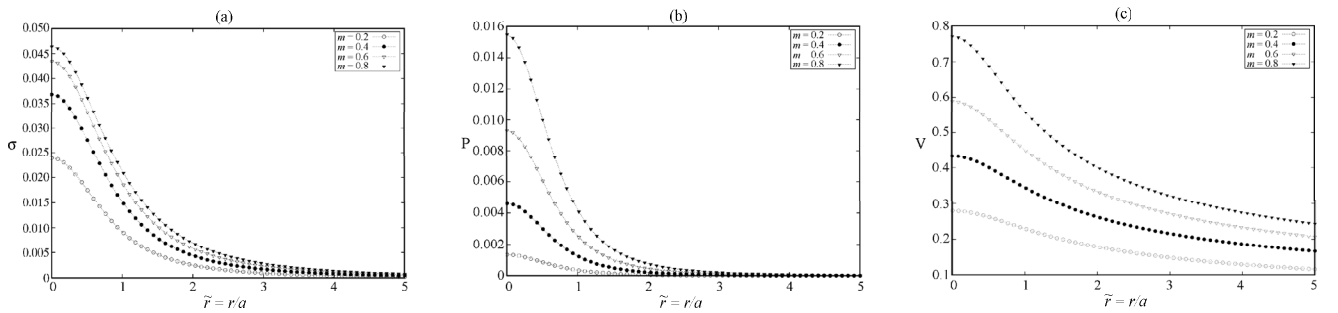 (a)
0.050
0.045
0.040
0.035
0.030
σ
0.025
0.020
0.015
0.010
0.005
0
0 1 2 3 4 5
r̃ = r/a
m = 0.2
m = 0.4
m = 0.6
m = 0.8
(b)
0.016
0.014
0.012
0.010
P
0.008
0.006
0.004
0.002
0
0 1 2 3 4 5
r̃ = r/a
m = 0.2
m = 0.4
m = 0.6
m = 0.8
(c)
0.8
0.7
0.6
0.5
V
0.4
0.3
0.2
0.1
0 1 2 3 4 5
r̃ = r/a
m = 0.2
m = 0.4
m 0.6
m = 0.8